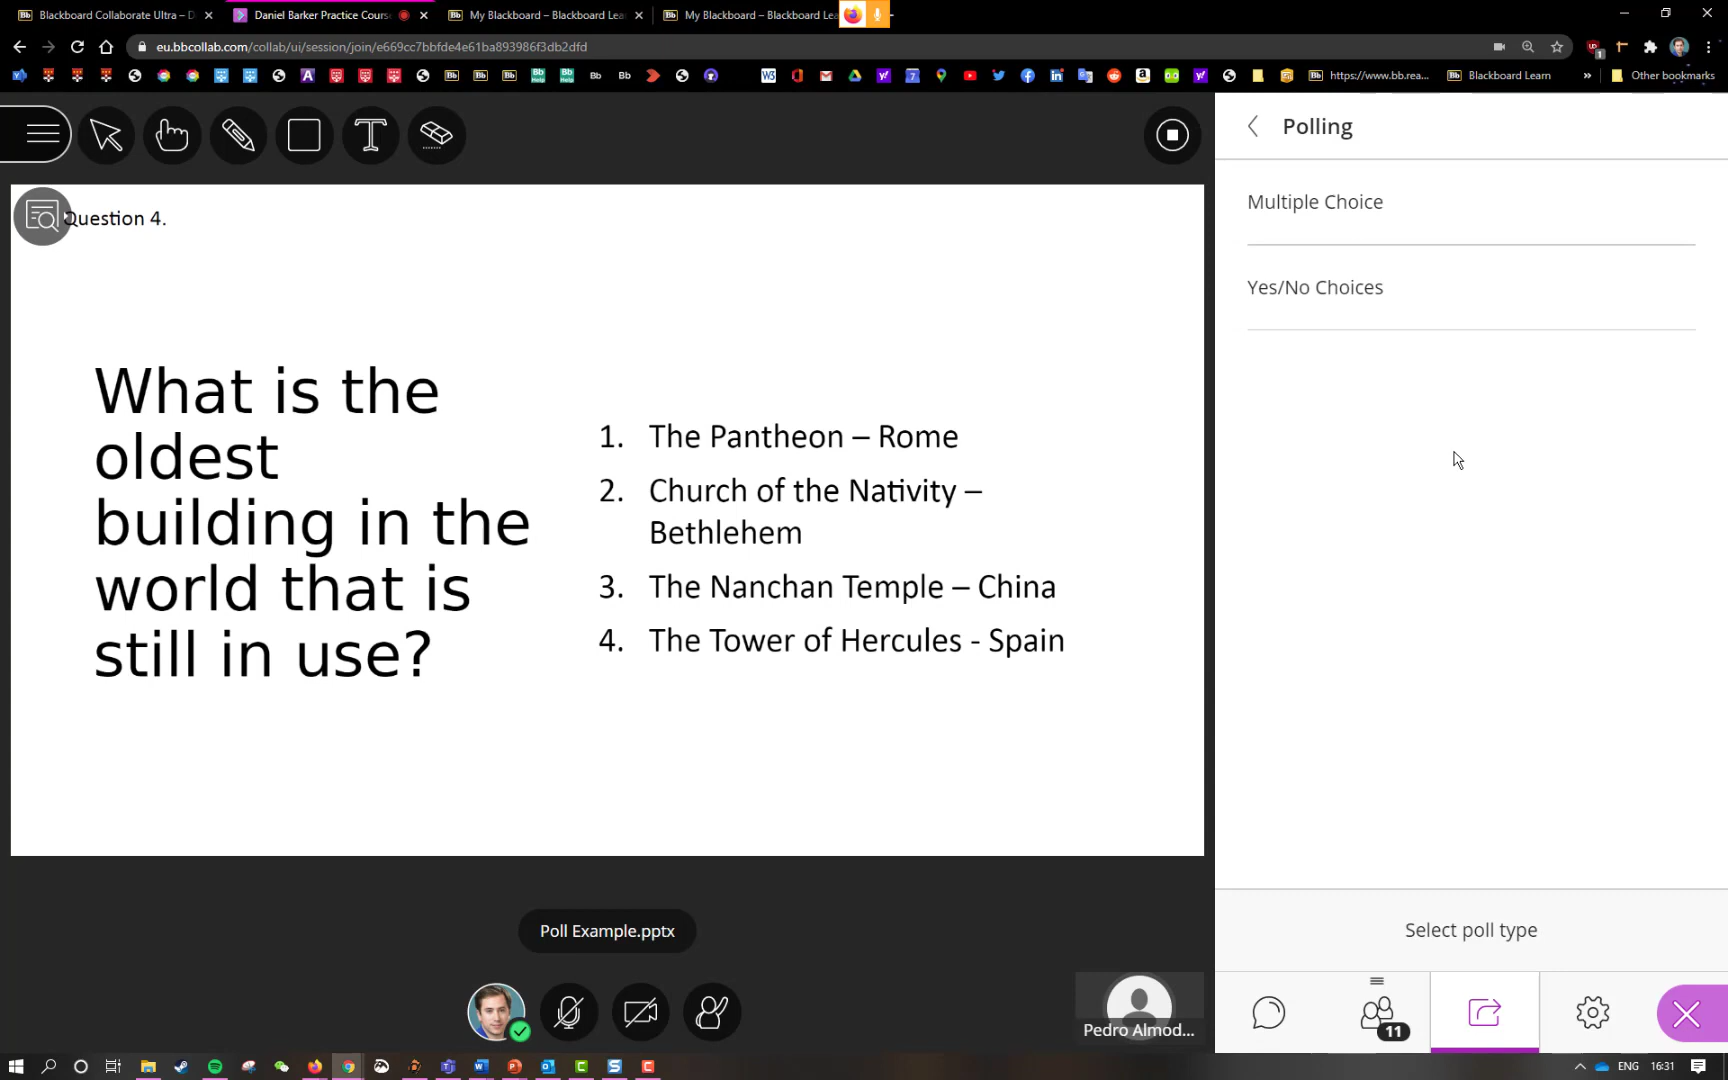 Blackboard Collaborate Ultra – D
Daniel Barker Practice Cours
My Blackboard – Blackboard Lea
My Blackboard – Blackboard Lea
eu.bbcollab.com/collab/ui/session/join/e669cc7bbfde4e61ba893986f3db2dfd
https://www.bb.rea...
Blackboard Learn
Other bookmarks
Polling
Question 4.
Multiple Choice
Yes/No Choices
What is the
oldest
building in the
world that is
still in use?
1. The Pantheon – Rome
2. Church of the Nativity –
Bethlehem
3. The Nanchan Temple – China
4. The Tower of Hercules - Spain
Poll Example.pptx
Select poll type
Pedro Almod...
11
ENG
16:31